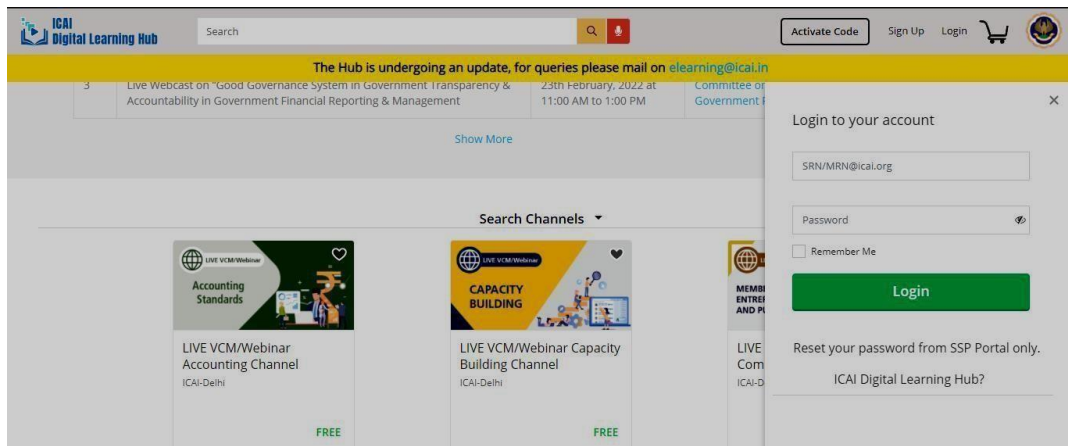 ICAI
Digital Learning Hub
Search
Activate Code
Sign Up
Login
The Hub is undergoing an update, for queries please mail on elearning@icai.in
3
Live Webcast on "Good Governance System in Government Transparency &
Accountability in Government Financial Reporting & Management
23th February, 2022 at
11:00 AM to 1:00 PM
Committee on
Government
Show More
Search Channels
LIVE VCM/Webinar
Accounting
Standards
LIVE VCM/Webinar
Accounting Channel
ICAI-Delhi
FREE
LIVE VCM/Webinar
CAPACITY
BUILDING
LIVE VCM/Webinar Capacity
Building Channel
ICAI-Delhi
FREE
AND
LIVE
Com
ICAI-D
Login to your account
SRN/MRN@icai.org
Password
Remember Me
Login
Reset your password from SSP Portal only.
ICAI Digital Learning Hub?